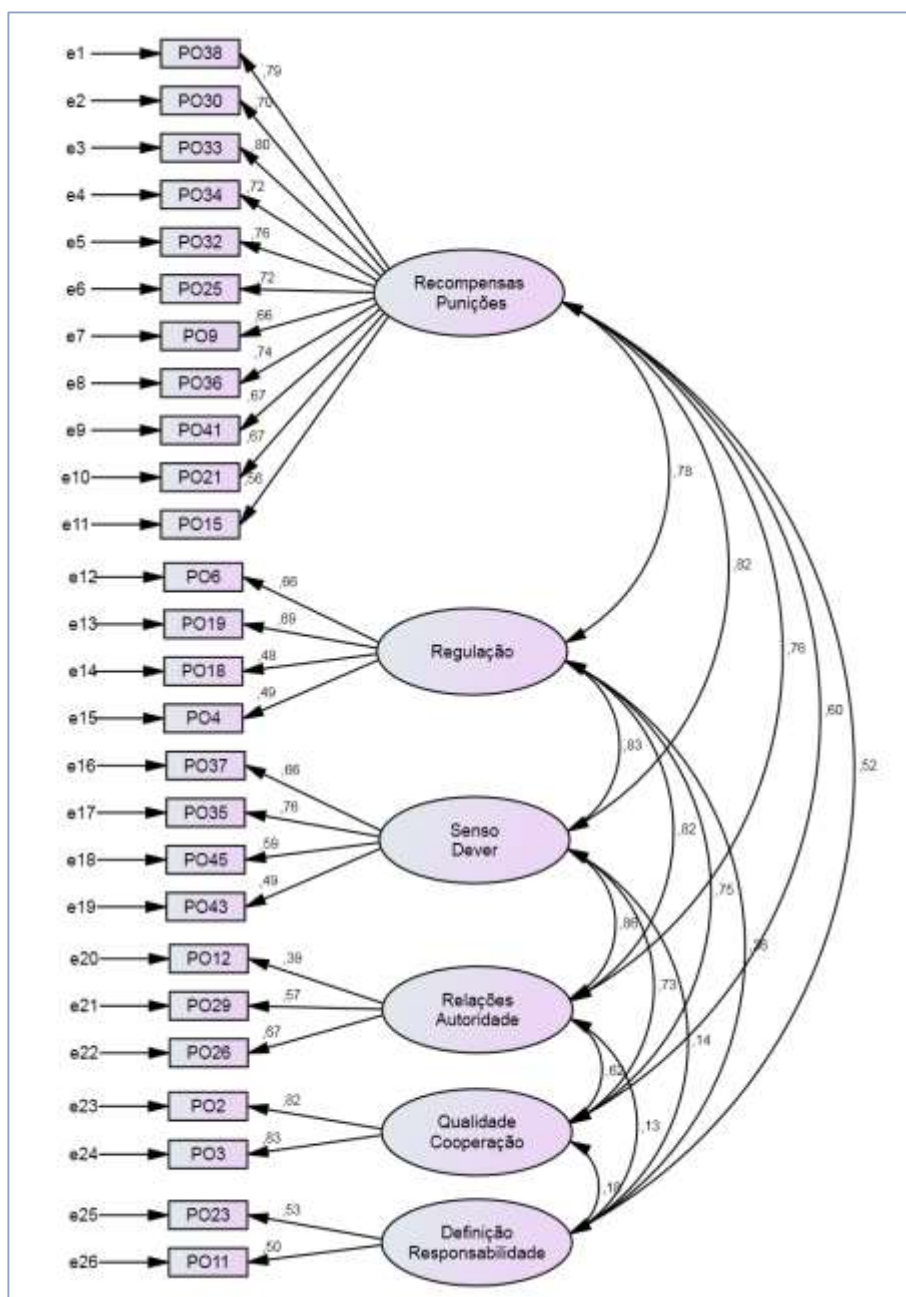 e1 PO38 ,79
e2 PO30 ,70
e3 PO33 ,80
e4 PO34 ,72
e5 PO32 ,76
e6 PO25 ,72
e7 PO9 ,66
e8 PO36 ,74
e9 PO41 ,67
e10 PO21 ,67
e11 PO15 ,56
Recompensas
Punições
e12 PO6 ,66
e13 PO19 ,69
e14 PO18 ,48
e15 PO4 ,49
Regulação
e16 PO37 ,66
e17 PO35 ,76
e18 PO45 ,59
e19 PO43 ,49
Senso
Dever
e20 PO12
e21 PO29 ,57
e22 PO26 ,67
Relações
Autoridade
e23 PO2 ,82
e24 PO3 ,83
Qualidade
Cooperação
e25 PO23 ,53
e26 PO11 ,50
Definição
Responsabilidade
,78
,82
,76
,60
,52
,83
,82
,75
,73
,14
,62
,13
,18